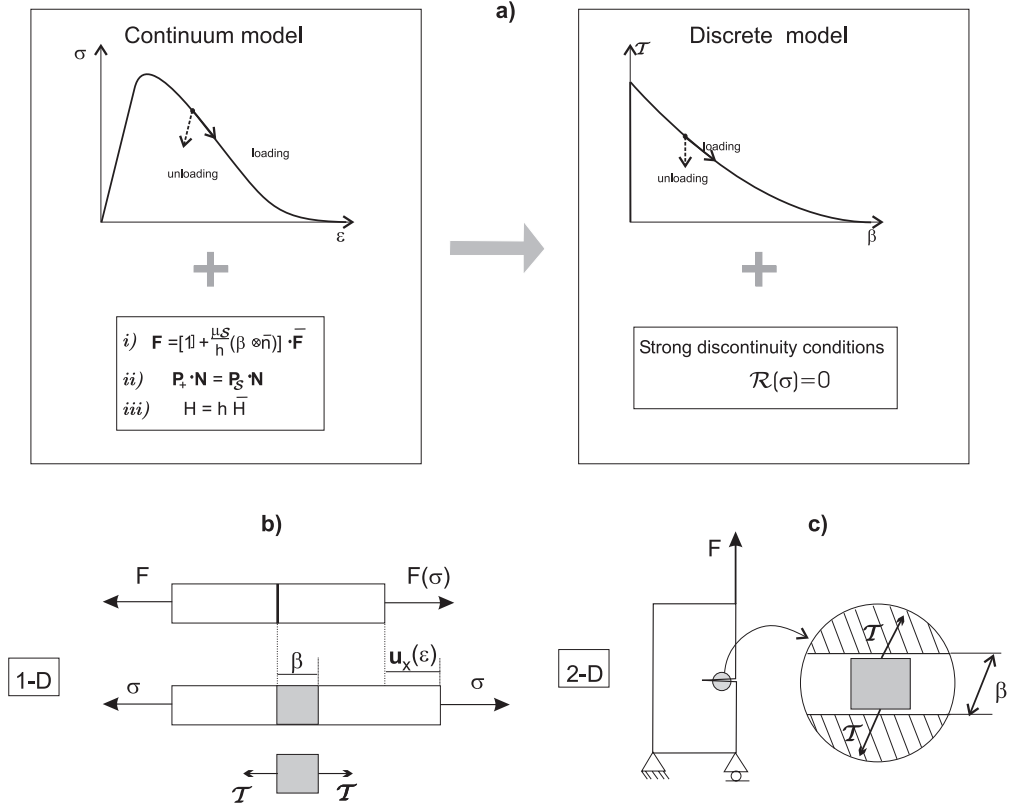 a)
Continuum model
σ
loading
unloading
ε
i) F =[1 + μ𝒮/h (β ⊗ n̄)] · F̄
ii) P₊·N = P𝒮·N
iii) H = h H̄
Discrete model
𝒯
loading
unloading
β
Strong discontinuity conditions
ℛ(σ)=0
b)
F F(σ)
1-D
β uₓ(ε)
σ σ
𝒯 𝒯
c)
F
2-D
𝒯
β
𝒯